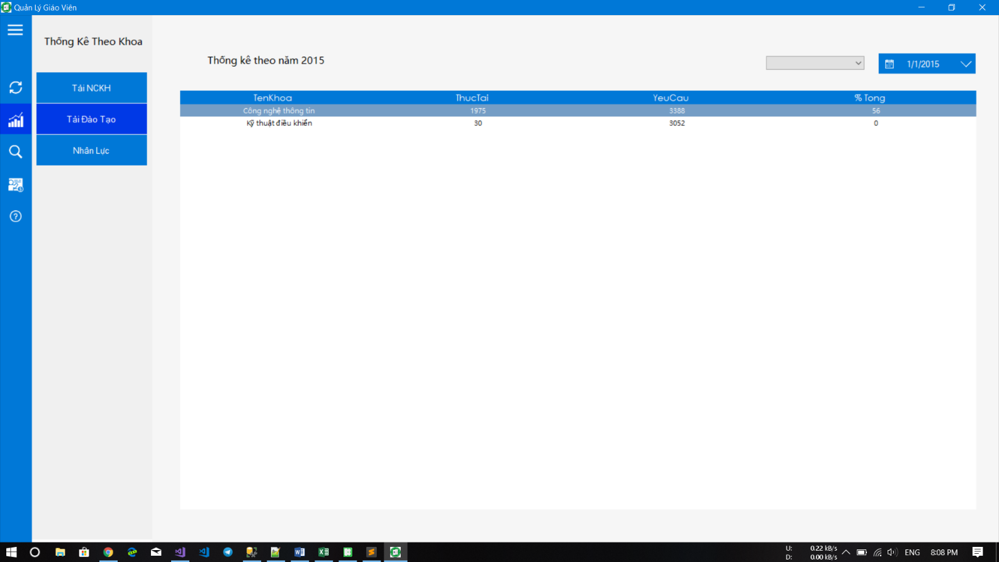 Quản Lý Giáo Viên
Thống Kê Theo Khoa
Tải NCKH
Tải Đào Tạo
Nhân Lực
Thống kê theo năm 2015
1/1/2015
TenKhoa ThucTai YeuCau % Tong
Công nghệ thông tin 1975 3388 56
Kỹ thuật điều khiển 30 3052 0
U: 0.22 kB/s
D: 0.00 kB/s
ENG 8:08 PM